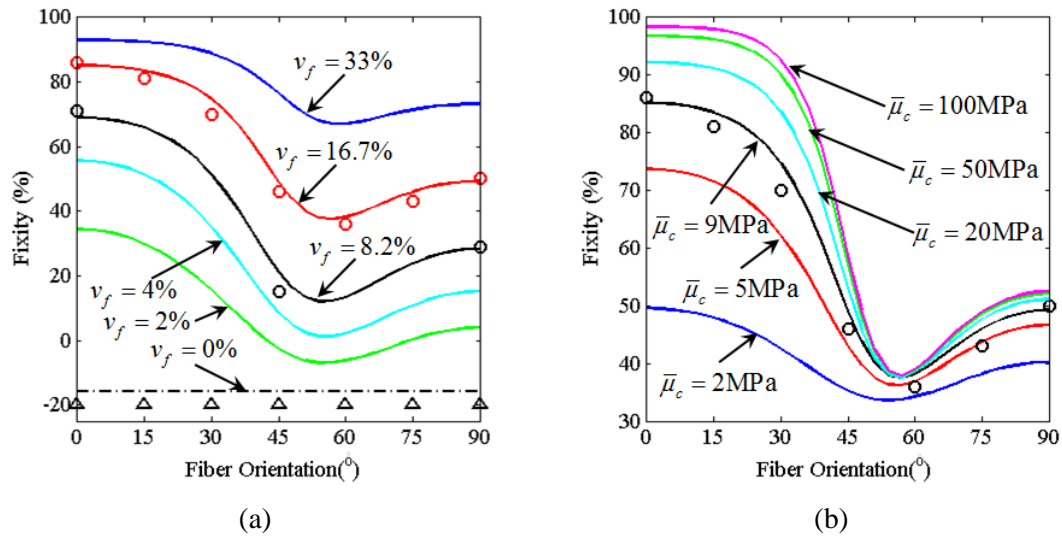 100
80
60
40
20
0
-20
0 15 30 45 60 75 90
Fixity (%)
Fiber Orientation(°)
v_f = 33%
v_f = 16.7%
v_f = 8.2%
v_f = 4%
v_f = 2%
v_f = 0%
(a)
100
90
80
70
60
50
40
30
0 15 30 45 60 75 90
Fixity (%)
Fiber Orientation(°)
μ̄_c = 100MPa
μ̄_c = 50MPa
μ̄_c = 20MPa
μ̄_c = 9MPa
μ̄_c = 5MPa
μ̄_c = 2MPa
(b)